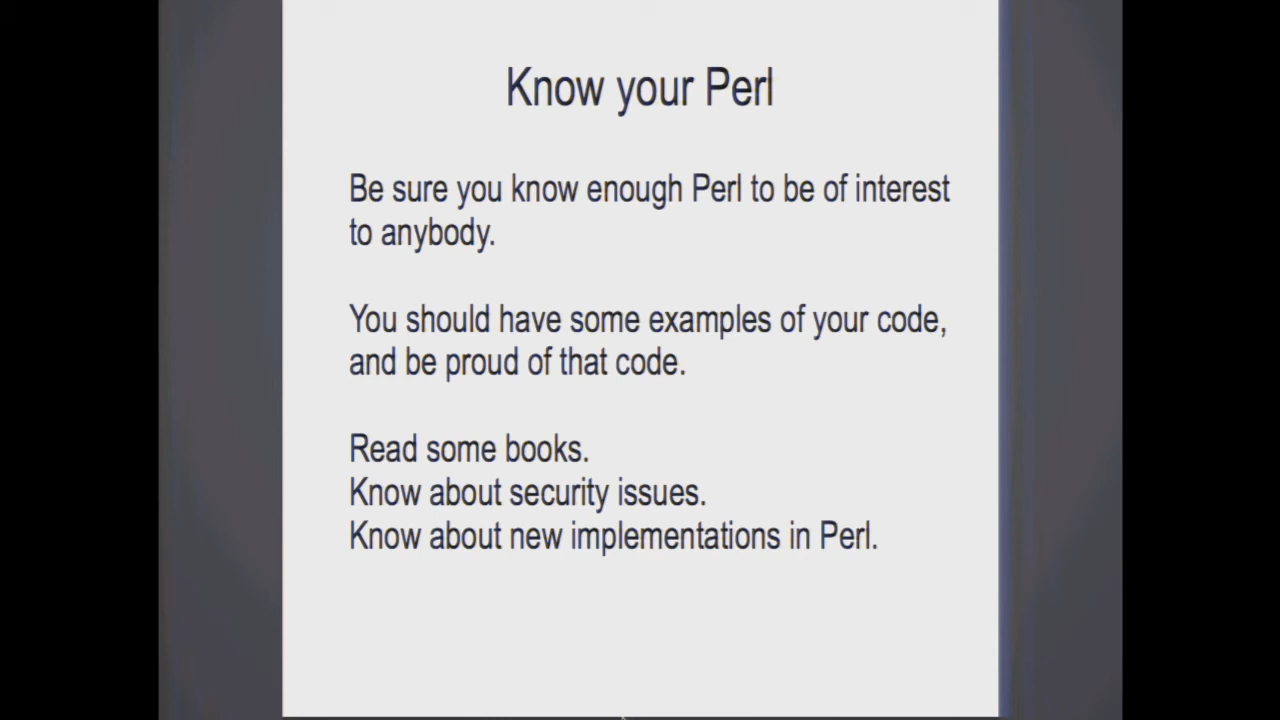 Know your Perl
Be sure you know enough Perl to be of interest
to anybody.
You should have some examples of your code,
and be proud of that code.
Read some books.
Know about security issues.
Know about new implementations in Perl.